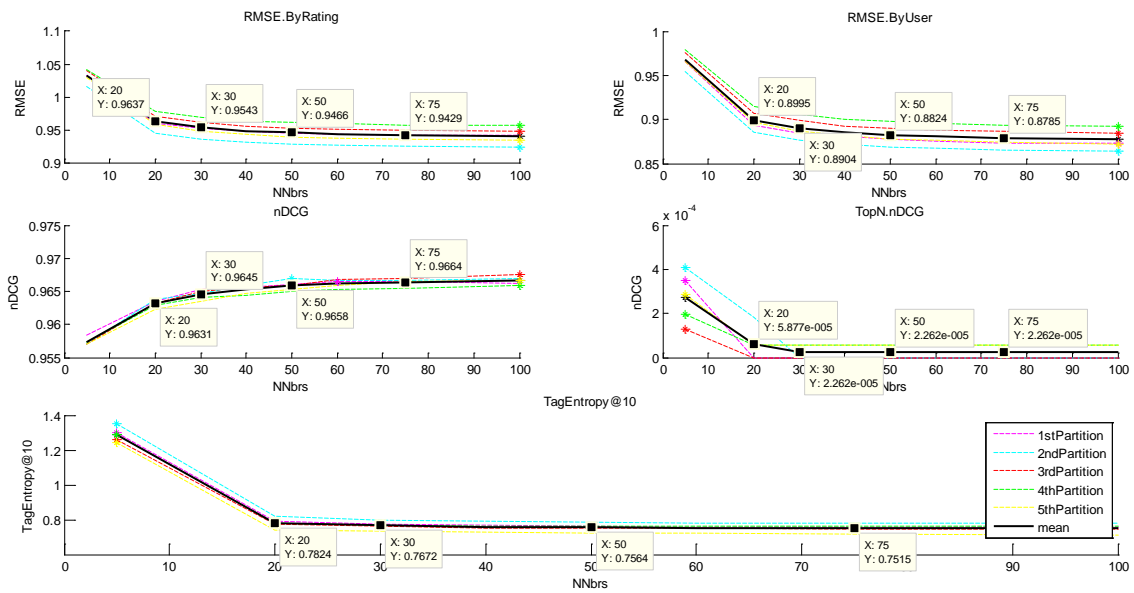 RMSE.ByRating
1.1
1.05
1
0.95
0.9
RMSE
X: 20
Y: 0.9637
X: 30
Y: 0.9543
X: 50
Y: 0.9466
X: 75
Y: 0.9429
0 10 20 30 40 50 60 70 80 90 100
NNbrs
RMSE.ByUser
1
0.95
0.9
0.85
RMSE
X: 20
Y: 0.8995
X: 30
Y: 0.8904
X: 50
Y: 0.8824
X: 75
Y: 0.8785
0 10 20 30 40 50 60 70 80 90 100
NNbrs
nDCG
0.975
0.97
0.965
0.96
0.955
nDCG
X: 20
Y: 0.9631
X: 30
Y: 0.9645
X: 50
Y: 0.9658
X: 75
Y: 0.9664
0 10 20 30 40 50 60 70 80 90 100
NNbrs
TopN.nDCG
x 10-4
6
4
2
0
nDCG
X: 20
Y: 5.877e-005
X: 30
Y: 2.262e-005
X: 50
Y: 2.262e-005
X: 75
Y: 2.262e-005
0 10 20 30 40 50 60 70 80 90 100
NNbrs
TagEntropy@10
1.4
1.2
1
0.8
TagEntropy@10
X: 20
Y: 0.7824
X: 30
Y: 0.7672
X: 50
Y: 0.7564
X: 75
Y: 0.7515
1stPartition
2ndPartition
3rdPartition
4thPartition
5thPartition
mean
0 10 20 30 40 50 60 70 80 90 100
NNbrs